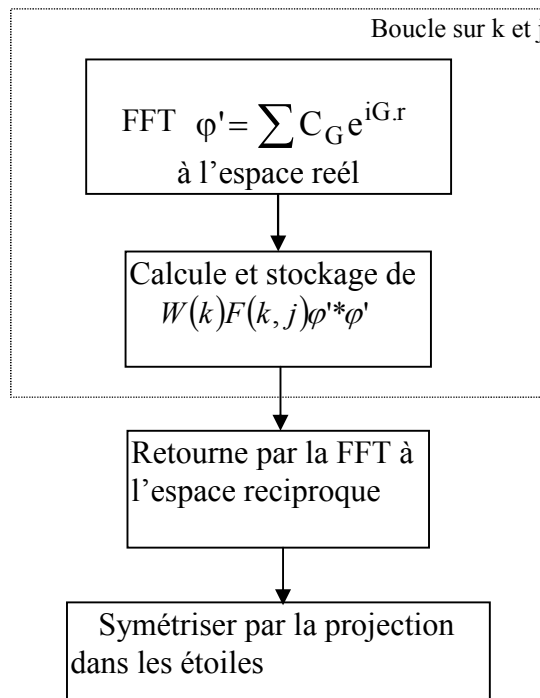 Boucle sur k et j
FFT φ'= ∑ C_G e^{iG.r}
à l'espace reél
Calcule et stockage de
W(k)F(k, j)φ'*φ'
Retourne par la FFT à
l'espace reciproque
Symétriser par la projection
dans les étoiles